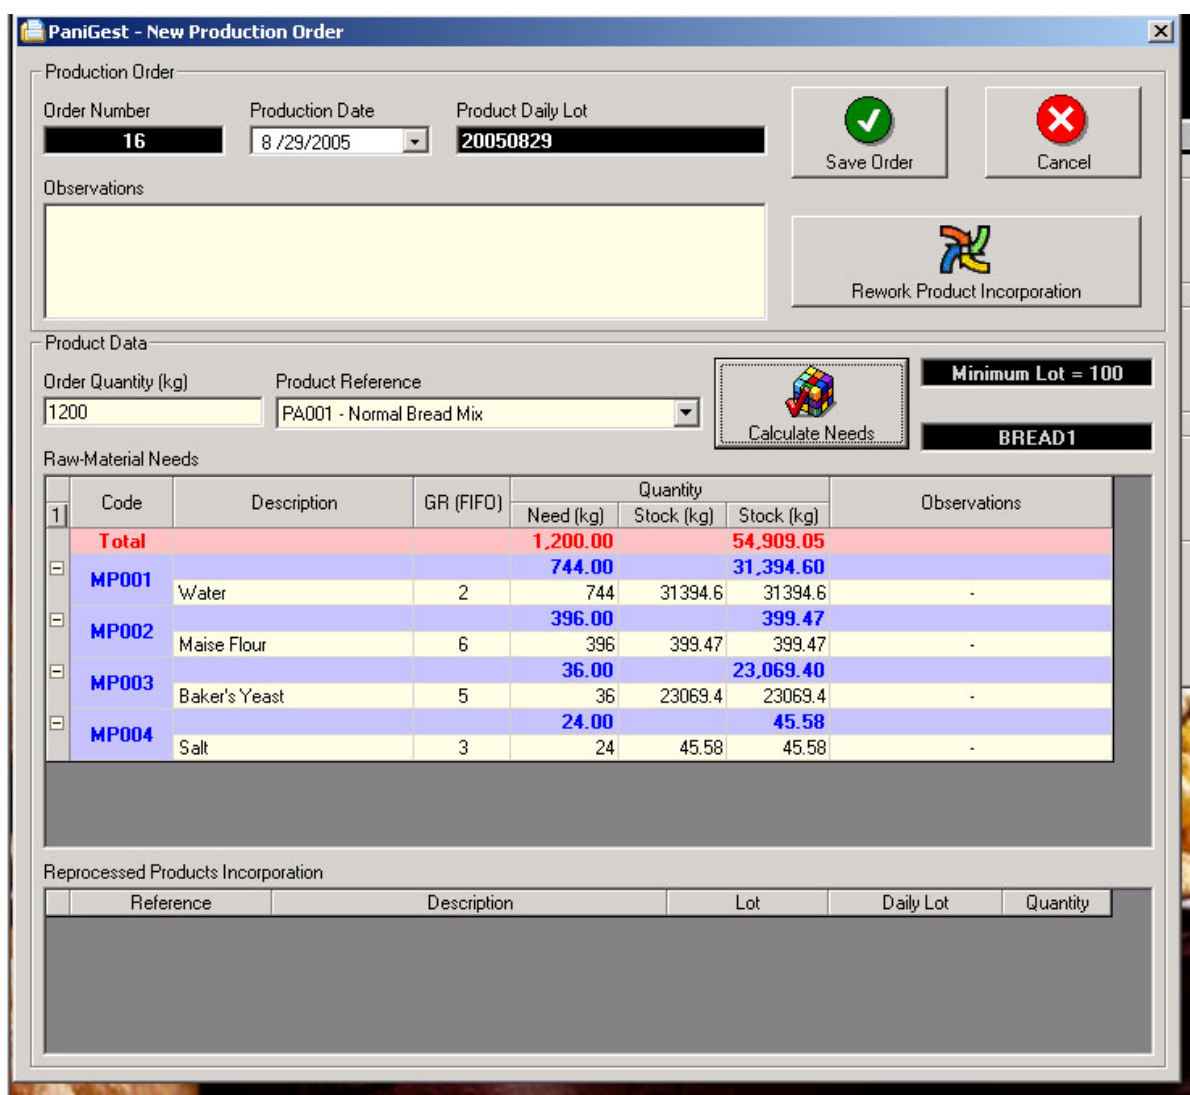 PaniGest - New Production Order
Production Order
Order Number Production Date Product Daily Lot
16 8 /29/2005 20050829
Save Order Cancel
Observations
Rework Product Incorporation
Product Data
Order Quantity (kg) Product Reference
Minimum Lot = 100
1200 PA001 - Normal Bread Mix
Calculate Needs BREAD1
Raw-Material Needs
Code Description GR (FIFO) Quantity Observations
1 Need (kg) Stock (kg) Stock (kg)
Total 1,200.00 54,909.05
MP001 744.00 31,394.60
Water 2 744 31394.6 31394.6 -
MP002 396.00 399.47
Maise Flour 6 396 399.47 399.47 -
MP003 36.00 23,069.40
Baker's Yeast 5 36 23069.4 23069.4 -
MP004 24.00 45.58
Salt 3 24 45.58 45.58 -
Reprocessed Products Incorporation
Reference Description Lot Daily Lot Quantity